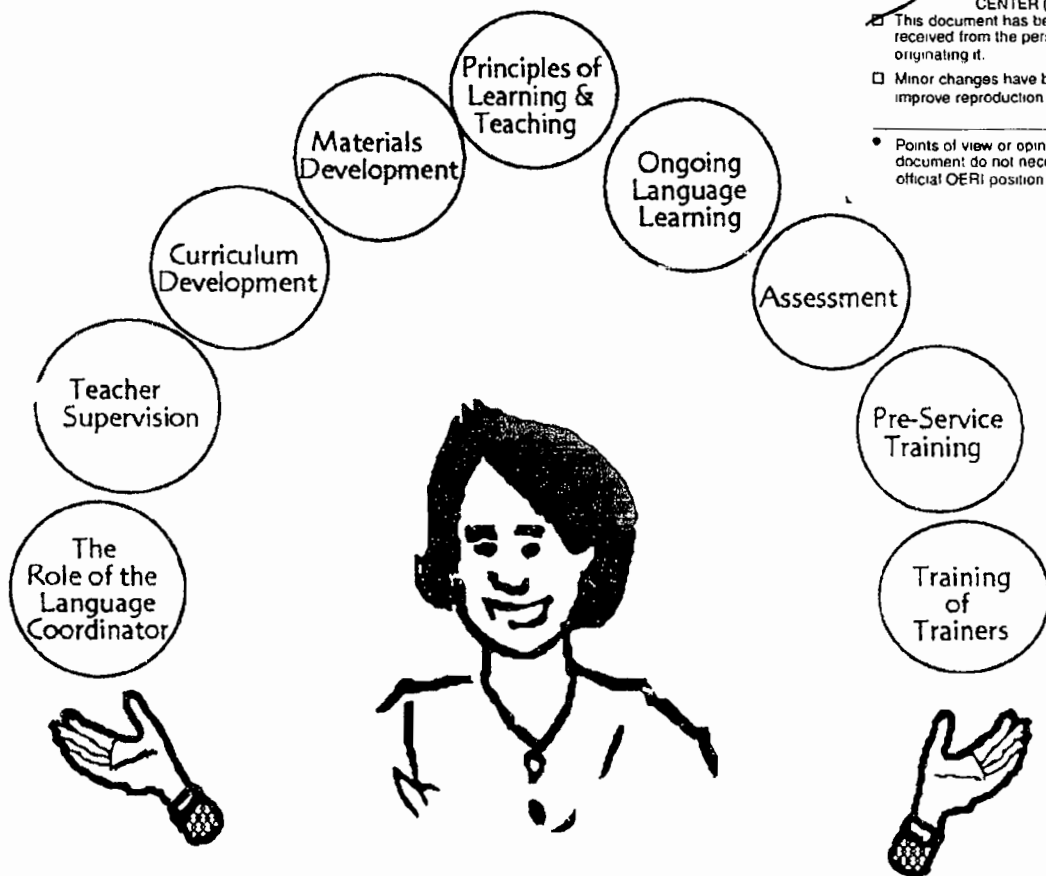 CENTER (
This document has be
received from the per
originating it.
Minor changes have b
improve reproduction
• Points of view or opin
document do not nec
official OERI position
Principles of
Learning &
Teaching
Materials
Development
Ongoing
Language
Learning
Curriculum
Development
Assessment
Teacher
Supervision
Pre-Service
Training
The
Role of the
Language
Coordinator
Training
of
Trainers